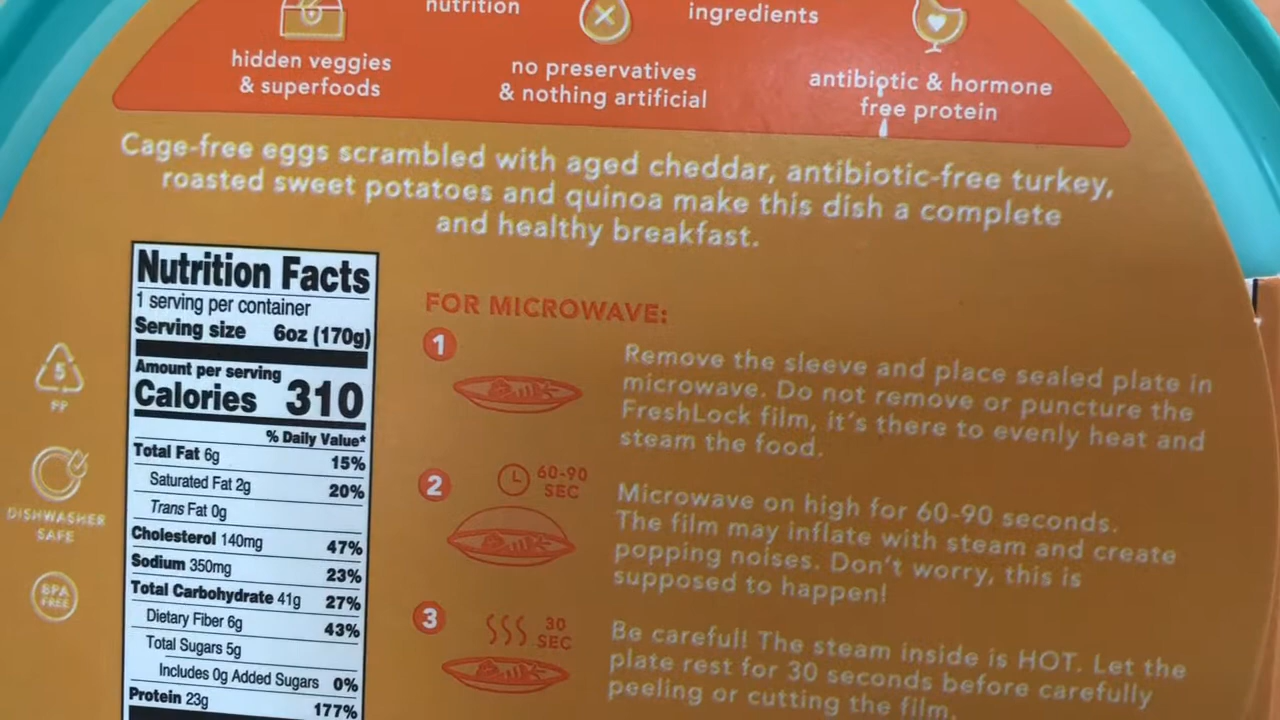 nutrition
ingredients
hidden veggies
& superfoods
no preservatives
& nothing artificial
antibiotic & hormone
free protein
Cage-free eggs scrambled with aged cheddar, antibiotic-free turkey,
roasted sweet potatoes and quinoa make this dish a complete
and healthy breakfast.
Nutrition Facts
1 serving per container
Serving size 6oz (170g)
Amount per serving
Calories 310
% Daily Value*
Total Fat 6g 15%
Saturated Fat 2g 20%
Trans Fat 0g
Cholesterol 140mg 47%
Sodium 350mg 23%
Total Carbohydrate 41g 27%
Dietary Fiber 6g 43%
Total Sugars 5g
Includes 0g Added Sugars 0%
Protein 23g 177%
5
PP
DISHWASHER
SAFE
BPA
FREE
FOR MICROWAVE:
1
Remove the sleeve and place sealed plate in
microwave. Do not remove or puncture the
FreshLock film, it's there to evenly heat and
steam the food.
2
60-90
SEC
Microwave on high for 60-90 seconds.
The film may inflate with steam and create
popping noises. Don't worry, this is
supposed to happen!
3
30
SEC
Be careful! The steam inside is HOT. Let the
plate rest for 30 seconds before carefully
peeling or cutting the film.